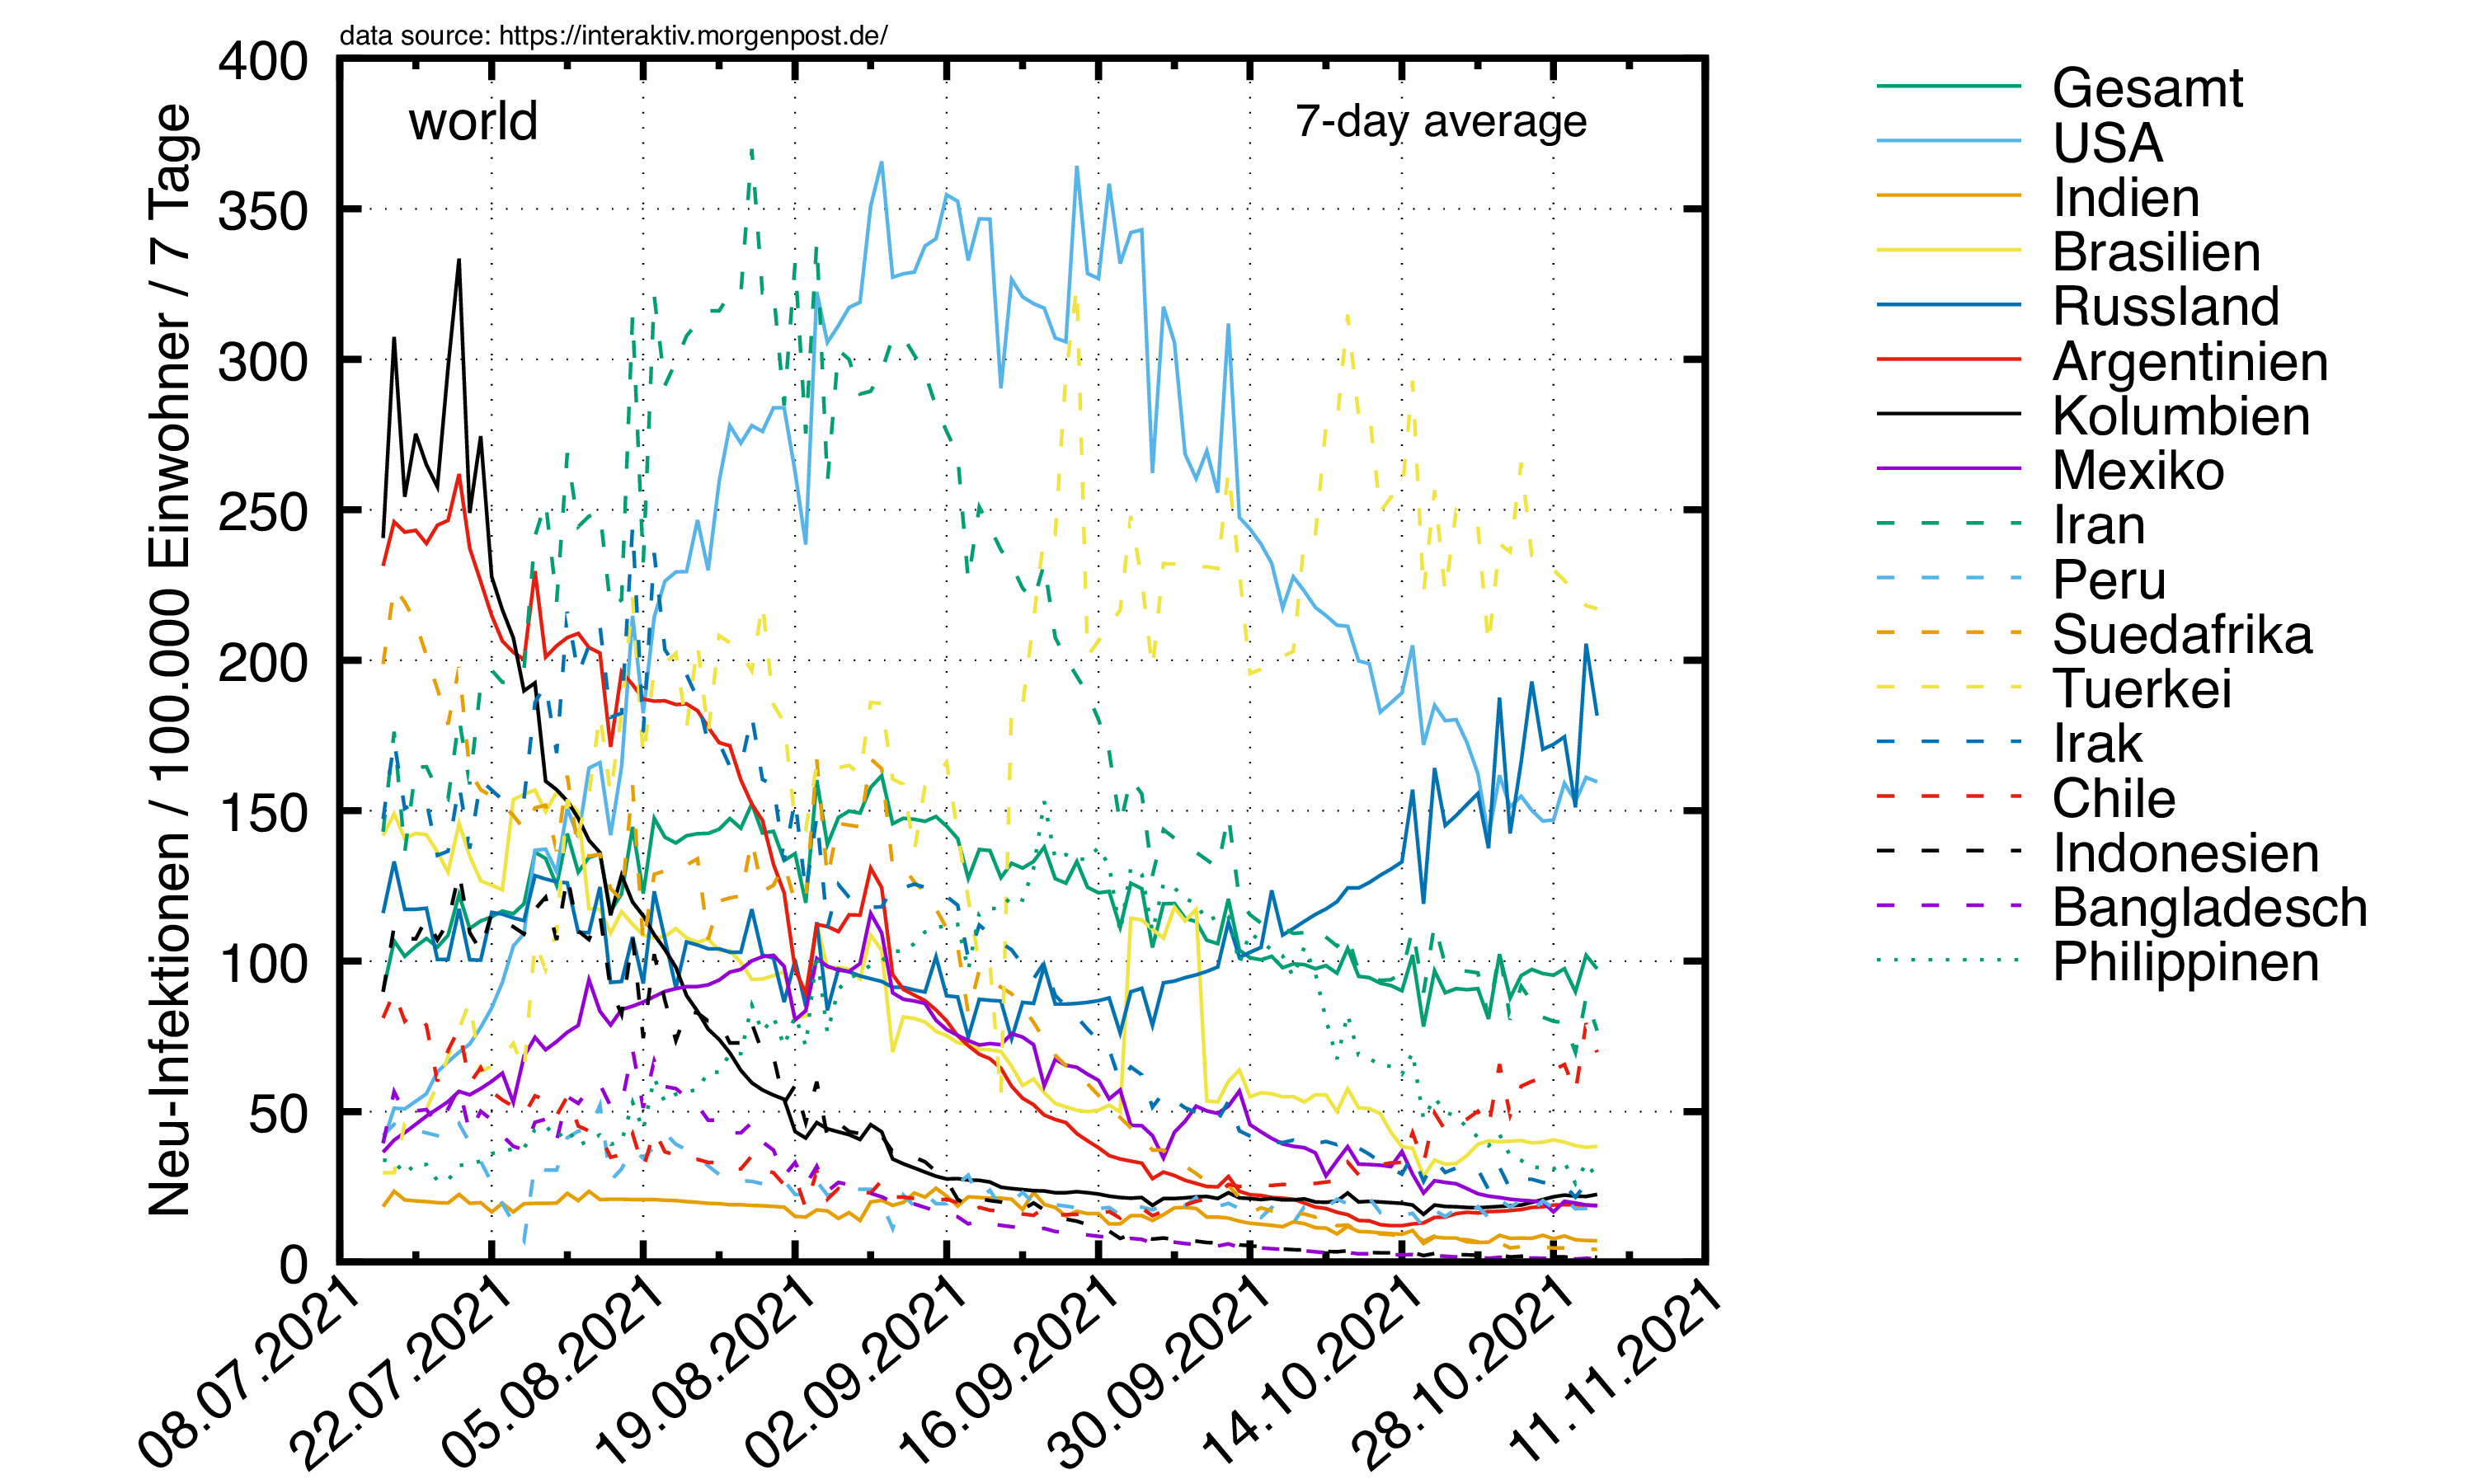 data source: https://interaktiv.morgenpost.de/
world
7-day average
Neu-Infektionen / 100.000 Einwohner / 7 Tage
400
350
300
250
200
150
100
50
0
08.07.2021
22.07.2021
05.08.2021
19.08.2021
02.09.2021
16.09.2021
30.09.2021
14.10.2021
28.10.2021
11.11.2021
Gesamt
USA
Indien
Brasilien
Russland
Argentinien
Kolumbien
Mexiko
Iran
Peru
Suedafrika
Tuerkei
Irak
Chile
Indonesien
Bangladesch
Philippinen